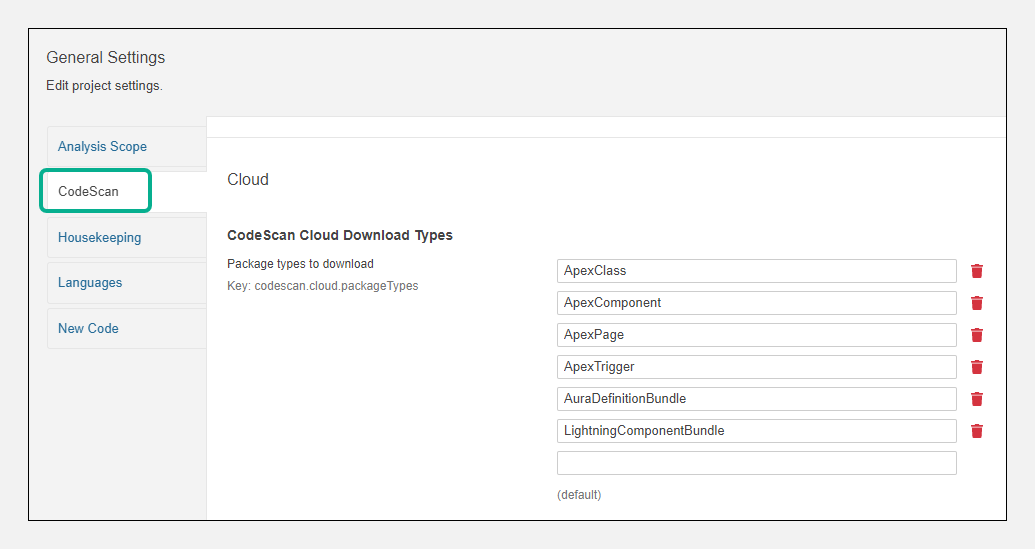 General Settings
Edit project settings.
Analysis Scope
CodeScan
Housekeeping
Languages
New Code
Cloud
CodeScan Cloud Download Types
Package types to download
Key: codescan.cloud.packageTypes
ApexClass
ApexComponent
ApexPage
ApexTrigger
AuraDefinitionBundle
LightningComponentBundle
(default)